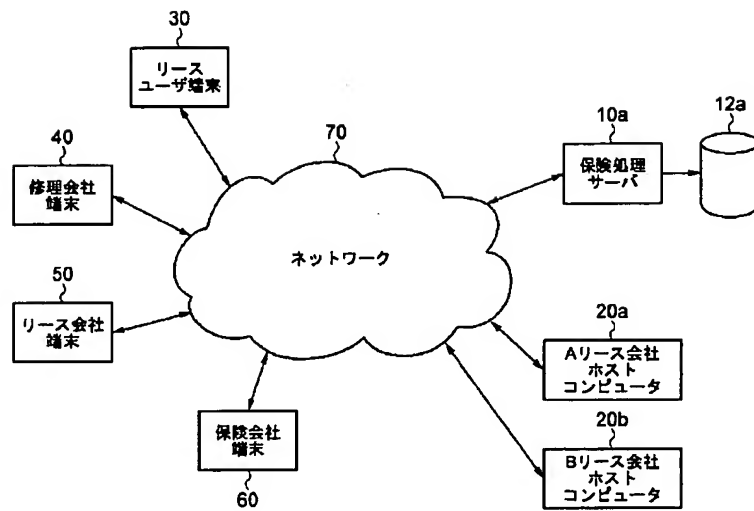 30
リース
ユーザ端末
40
修理会社
端末
50
リース会社
端末
70
ネットワーク
10a
保険処理
サーバ
12a
20a
Aリース会社
ホスト
コンピュータ
20b
Bリース会社
ホスト
コンピュータ
保険会社
端末
60